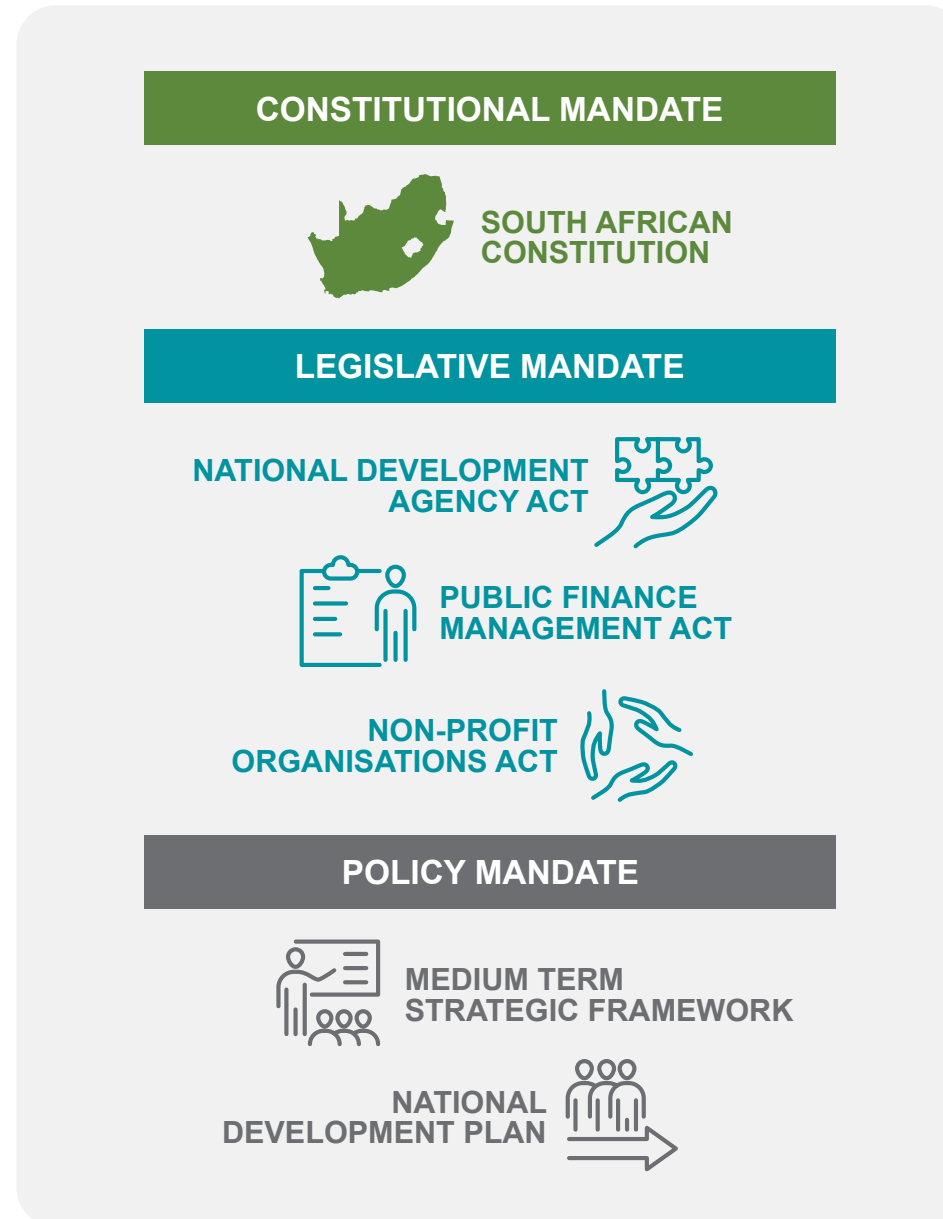 CONSTITUTIONAL MANDATE
SOUTH AFRICAN
CONSTITUTION
LEGISLATIVE MANDATE
NATIONAL DEVELOPMENT
AGENCY ACT
PUBLIC FINANCE
MANAGEMENT ACT
NON-PROFIT
ORGANISATIONS ACT
POLICY MANDATE
MEDIUM TERM
STRATEGIC FRAMEWORK
NATIONAL
DEVELOPMENT PLAN